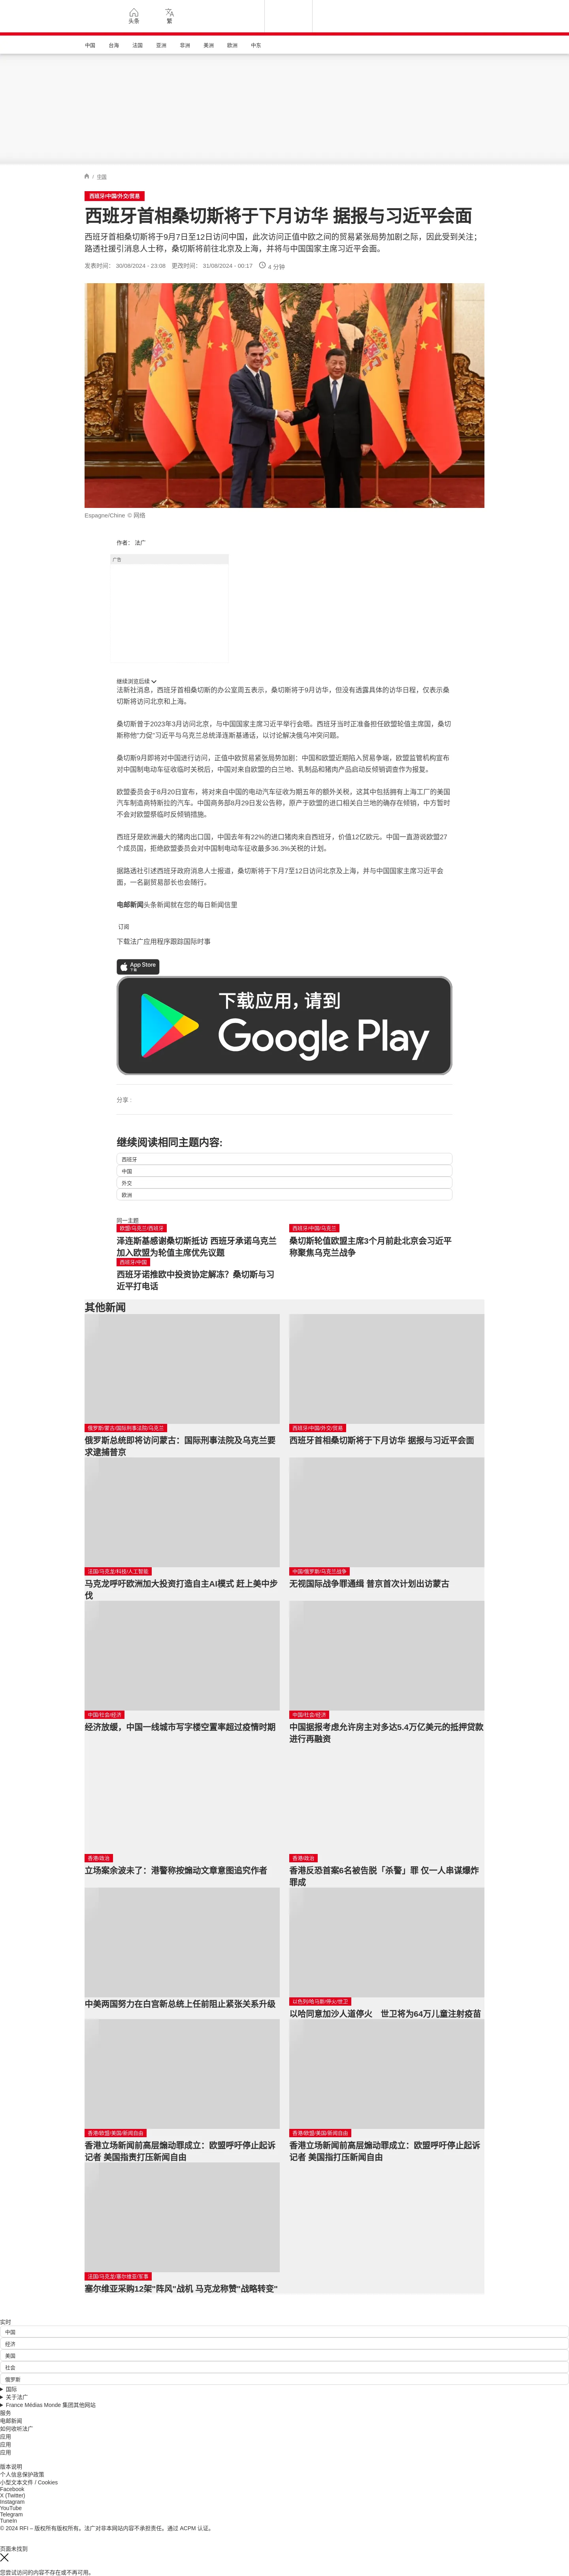 头条
繁
中国
台海
法国
亚洲
非洲
美洲
欧洲
中东
/ 中国
西班牙/中国/外交/贸易
西班牙首相桑切斯将于下月访华 据报与习近平会面
西班牙首相桑切斯将于9月7日至12日访问中国，此次访问正值中欧之间的贸易紧张局势加剧之际，因此受到关注；
路透社援引消息人士称，桑切斯将前往北京及上海，并将与中国国家主席习近平会面。
发表时间： 30/08/2024 - 23:08 更改时间： 31/08/2024 - 00:17 4 分钟
Espagne/Chine © 网络
作者： 法广
广告
继续浏览后续
法新社消息，西班牙首相桑切斯的办公室周五表示，桑切斯将于9月访华，但没有透露具体的访华日程，仅表示桑
切斯将访问北京和上海。
桑切斯曾于2023年3月访问北京，与中国国家主席习近平举行会晤。西班牙当时正准备担任欧盟轮值主席国，桑切
斯称他"力促"习近平与乌克兰总统泽连斯基通话，以讨论解决俄乌冲突问题。
桑切斯9月即将对中国进行访问，正值中欧贸易紧张局势加剧：中国和欧盟近期陷入贸易争端，欧盟监管机构宣布
对中国制电动车征收临时关税后，中国对来自欧盟的白兰地、乳制品和猪肉产品启动反倾销调查作为报复。
欧盟委员会于8月20日宣布，将对来自中国的电动汽车征收为期五年的额外关税，这其中包括拥有上海工厂的美国
汽车制造商特斯拉的汽车。中国商务部8月29日发公告称，原产于欧盟的进口相关白兰地的确存在倾销，中方暂时
不会对欧盟祭临时反倾销措施。
西班牙是欧洲最大的猪肉出口国，中国去年有22%的进口猪肉来自西班牙，价值12亿欧元。中国一直游说欧盟27
个成员国，拒绝欧盟委员会对中国制电动车征收最多36.3%关税的计划。
据路透社引述西班牙政府消息人士报道，桑切斯将于下月7至12日访问北京及上海，并与中国国家主席习近平会
面，一名副贸易部长也会随行。
电邮新闻头条新闻就在您的每日新闻信里
订阅
下载法广应用程序跟踪国际时事
App Store
下载
下载应用，请到
Google Play
分享 :
继续阅读相同主题内容:
西班牙
中国
外交
欧洲
同一主题
欧盟/乌克兰/西班牙
泽连斯基感谢桑切斯抵访 西班牙承诺乌克兰
加入欧盟为轮值主席优先议题
西班牙/中国/乌克兰
桑切斯轮值欧盟主席3个月前赴北京会习近平
称聚焦乌克兰战争
西班牙/中国
西班牙诺推欧中投资协定解冻？桑切斯与习
近平打电话
其他新闻
俄罗斯/蒙古/国际刑事法院/乌克兰
俄罗斯总统即将访问蒙古：国际刑事法院及乌克兰要
求逮捕普京
西班牙/中国/外交/贸易
西班牙首相桑切斯将于下月访华 据报与习近平会面
法国/马克龙/科技/人工智能
马克龙呼吁欧洲加大投资打造自主AI模式 赶上美中步
伐
中国/俄罗斯/乌克兰战争
无视国际战争罪通缉 普京首次计划出访蒙古
中国/社会/经济
经济放缓，中国一线城市写字楼空置率超过疫情时期
中国/社会/经济
中国据报考虑允许房主对多达5.4万亿美元的抵押贷款
进行再融资
香港/政治
立场案余波未了：港警称按煽动文章意图追究作者
香港/政治
香港反恐首案6名被告脱「杀警」罪 仅一人串谋爆炸
罪成
中美两国努力在白宫新总统上任前阻止紧张关系升级
以色列/哈马斯/停火/世卫
以哈同意加沙人道停火 世卫将为64万儿童注射疫苗
香港/欧盟/美国/新闻自由
香港立场新闻前高层煽动罪成立：欧盟呼吁停止起诉
记者 美国指责打压新闻自由
香港/欧盟/美国/新闻自由
香港立场新闻前高层煽动罪成立：欧盟呼吁停止起诉
记者 美国指打压新闻自由
法国/马克龙/塞尔维亚/军事
塞尔维亚采购12架"阵风"战机 马克龙称赞"战略转变"
实时
中国
经济
美国
社会
俄罗斯
国际
关于法广
France Médias Monde 集团其他网站
服务
电邮新闻
如何收听法广
应用
应用
应用
版本说明
个人信息保护政策
小型文本文件 / Cookies
Facebook
X (Twitter)
Instagram
YouTube
Telegram
TuneIn
© 2024 RFI – 版权所有版权所有。法广对非本网站内容不承担责任。通过 ACPM 认证。
页面未找到
您尝试访问的内容不存在或不再可用。